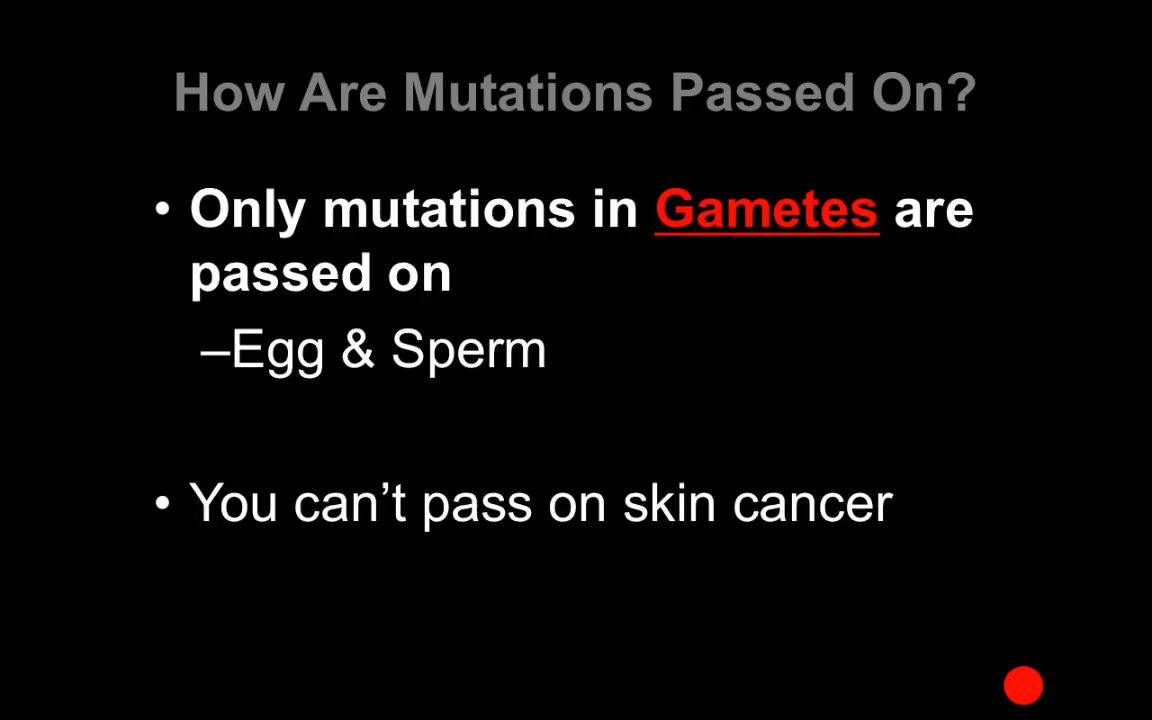 How Are Mutations Passed On?
• Only mutations in Gametes are
passed on
–Egg & Sperm
• You can’t pass on skin cancer